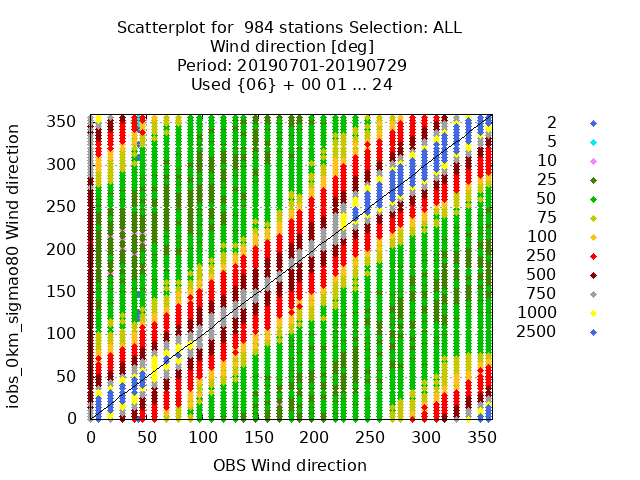 Scatterplot for  984 stations Selection: ALL
Wind direction [deg]
Period: 20190701-20190729
Used {06} + 00 01 ... 24
iobs_0km_sigmao80 Wind direction
350
300
250
200
150
100
50
0
0 50 100 150 200 250 300 350
OBS Wind direction
2
5
10
25
50
75
100
250
500
750
1000
2500